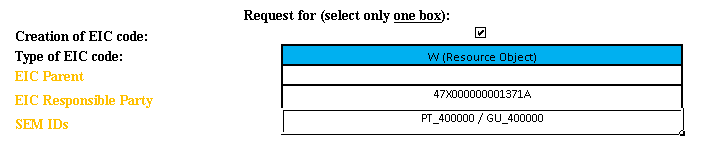 Request for (select only one box):
Creation of EIC code:
Type of EIC code: W (Resource Object)
EIC Parent
EIC Responsible Party 47X000000001371A
SEM IDs PT_400000 / GU_400000